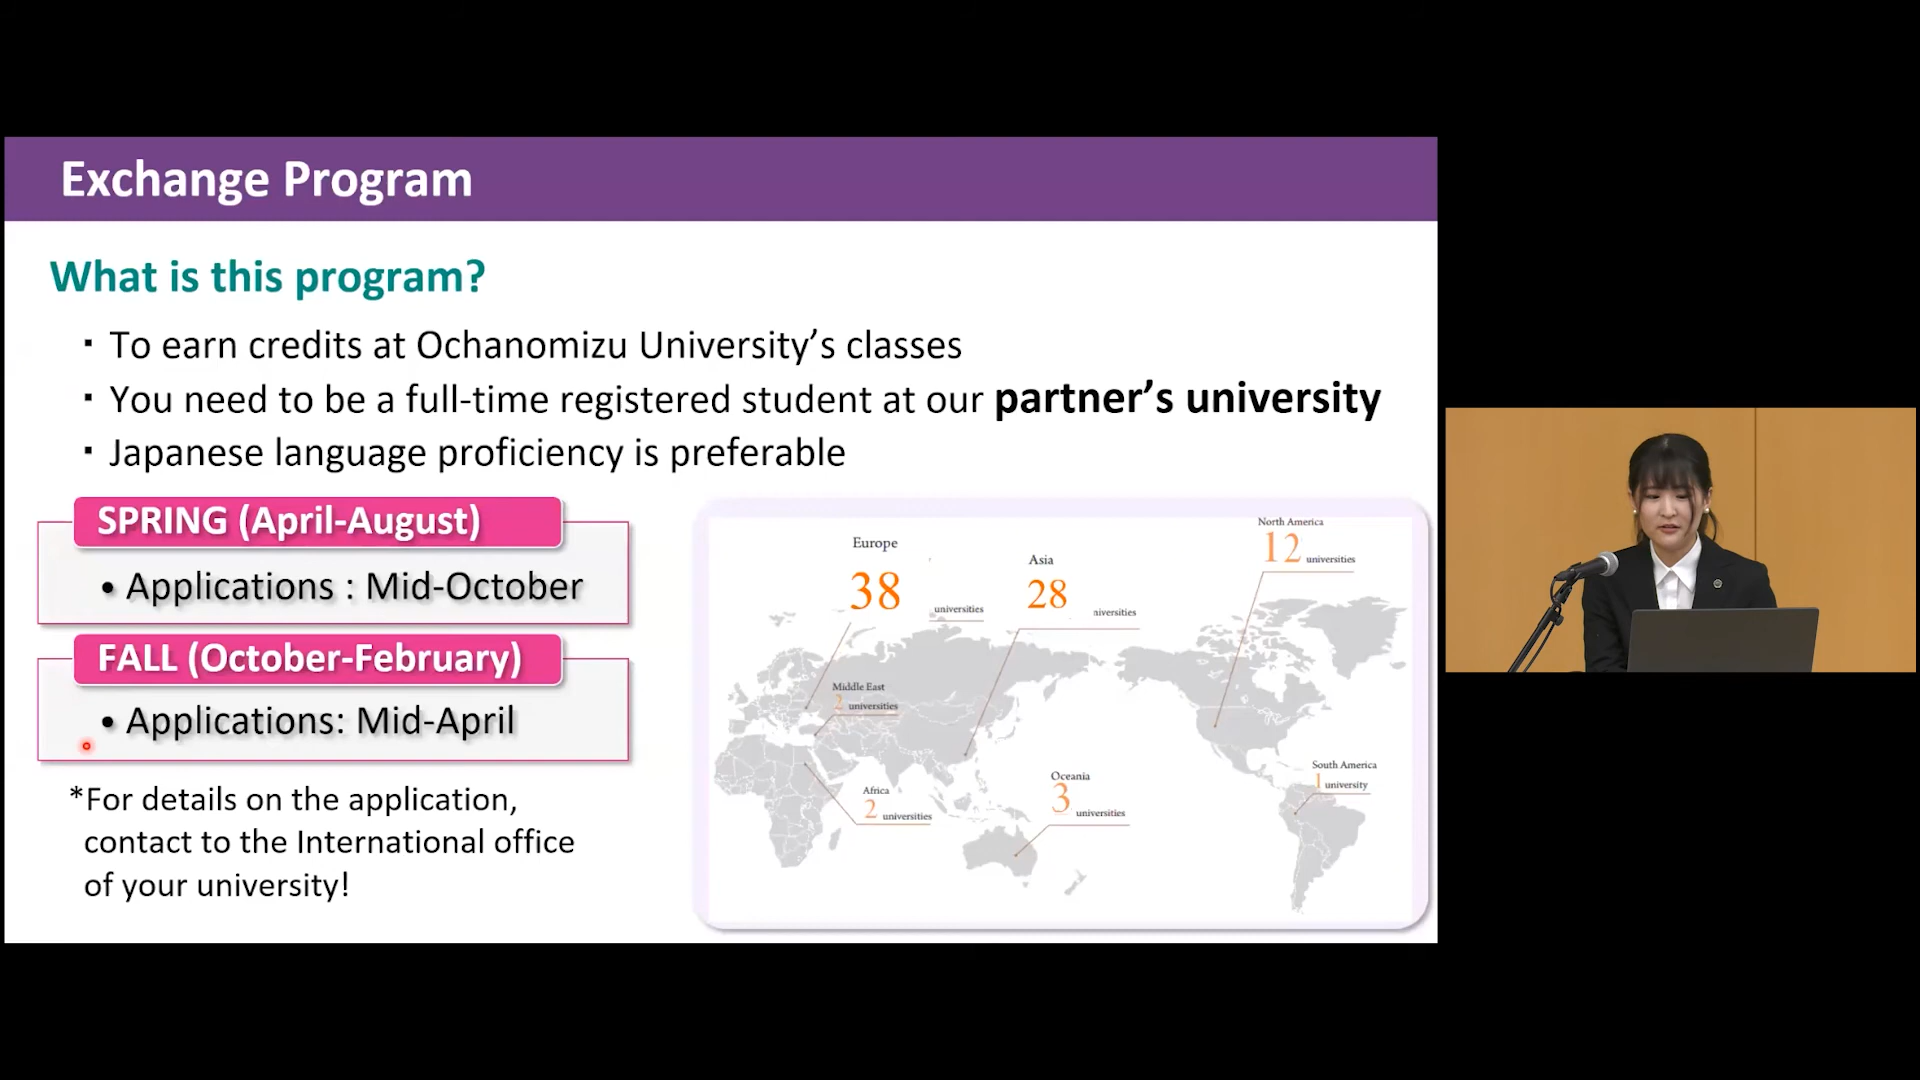 Exchange Program
What is this program?
▪ To earn credits at Ochanomizu University’s classes
▪ You need to be a full-time registered student at our partner’s university
▪ Japanese language proficiency is preferable
SPRING (April-August)
• Applications : Mid-October
FALL (October-February)
• Applications: Mid-April
*For details on the application,
contact to the International office
of your university!
North America
12 universities
Europe
38 universities
Asia
28 niversities
Middle East
2 universities
Africa
2 universities
Oceania
3 universities
South America
1 university